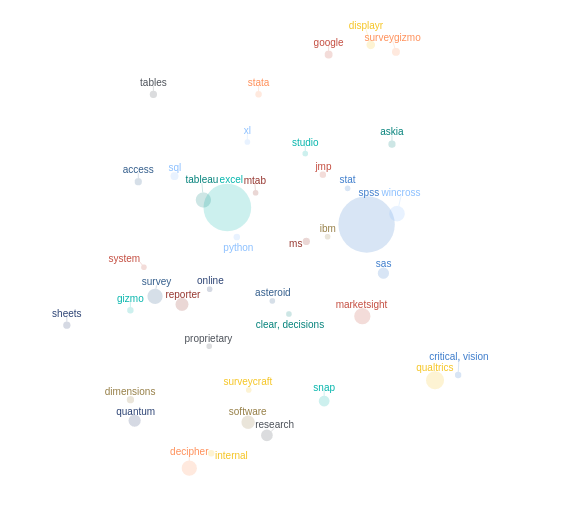 displayr
surveygizmo
google
tables
stata
xl
askia
studio
sql
access
jmp
tableau
excel
mtab
stat
spss
wincross
ibm
ms
python
system
sas
survey
online
asteroid
gizmo
reporter
marketsight
sheets
clear, decisions
proprietary
critical, vision
qualtrics
surveycraft
snap
dimensions
quantum
software
research
decipher
internal